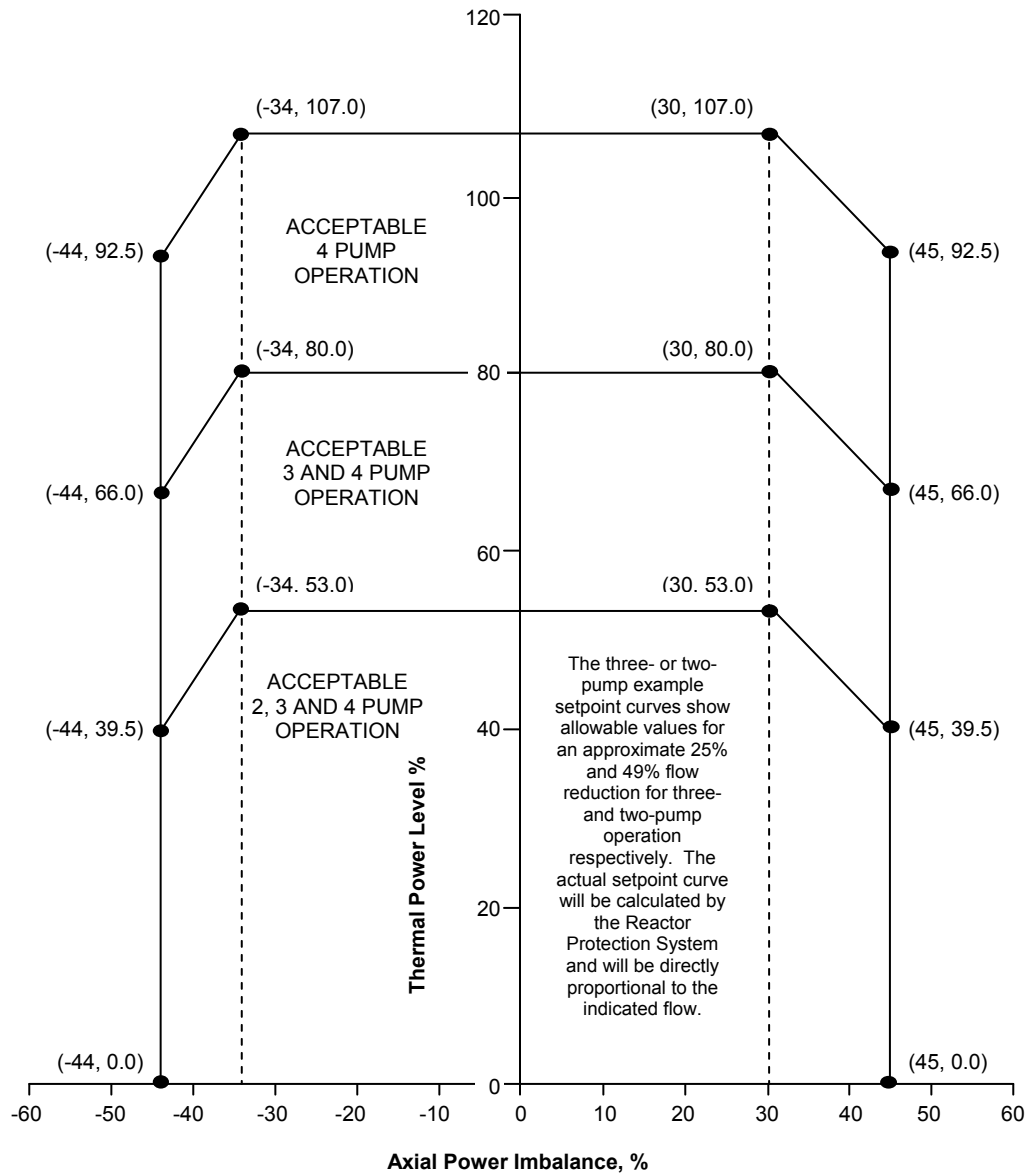 120
(-34, 107.0)
(30, 107.0)
100
(-44, 92.5)
(45, 92.5)
ACCEPTABLE
4 PUMP
OPERATION
(-34, 80.0)
(30, 80.0)
80
ACCEPTABLE
3 AND 4 PUMP
OPERATION
(-44, 66.0)
(45, 66.0)
60
(-34. 53.0)
(30. 53.0)
ACCEPTABLE
2, 3 AND 4 PUMP
OPERATION
(-44, 39.5)
(45, 39.5)
40
Thermal Power Level %
The three- or two-
pump example
setpoint curves show
allowable values for
an approximate 25%
and 49% flow
reduction for three-
and two-pump
operation
respectively. The
actual setpoint curve
will be calculated by
the Reactor
Protection System
and will be directly
proportional to the
indicated flow.
20
(-44, 0.0)
(45, 0.0)
0
-60 -50 -40 -30 -20 -10 0 10 20 30 40 50 60
Axial Power Imbalance, %